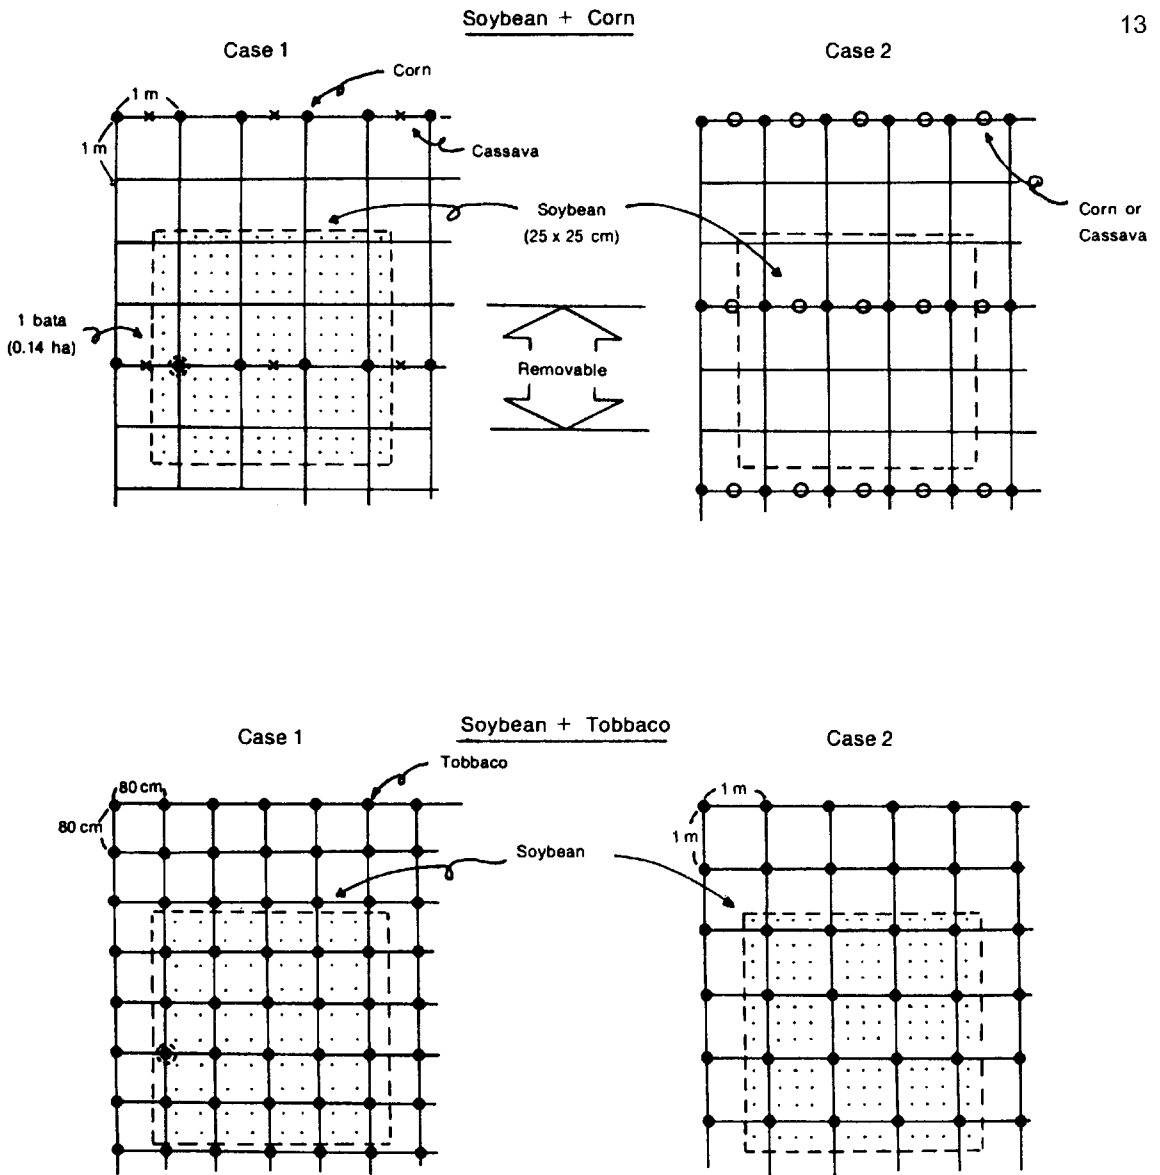 13
Soybean + Corn
Case 1
Case 2
Corn
1 m
1 m
Cassava
Soybean
(25 x 25 cm)
Corn or
Cassava
1 bata
(0.14 ha)
Removable
Soybean + Tobbaco
Case 1
Case 2
Tobbaco
80 cm
80 cm
1 m
1 m
Soybean